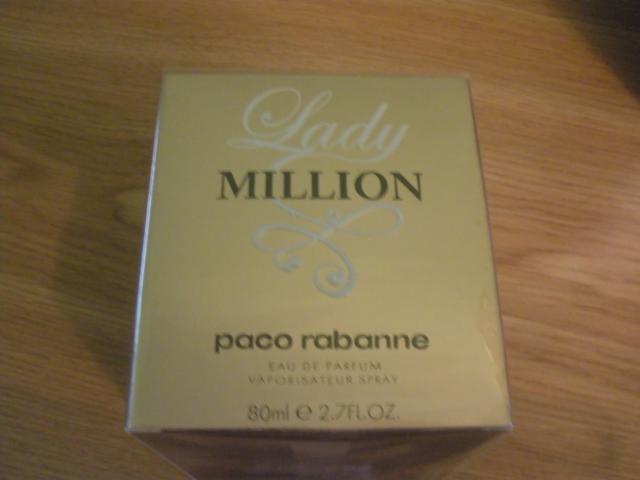 Lady
MILLION
paco rabanne
EAU DE PARFUM
VAPORISATEUR SPRAY
80ml ℮ 2.7FL.OZ.